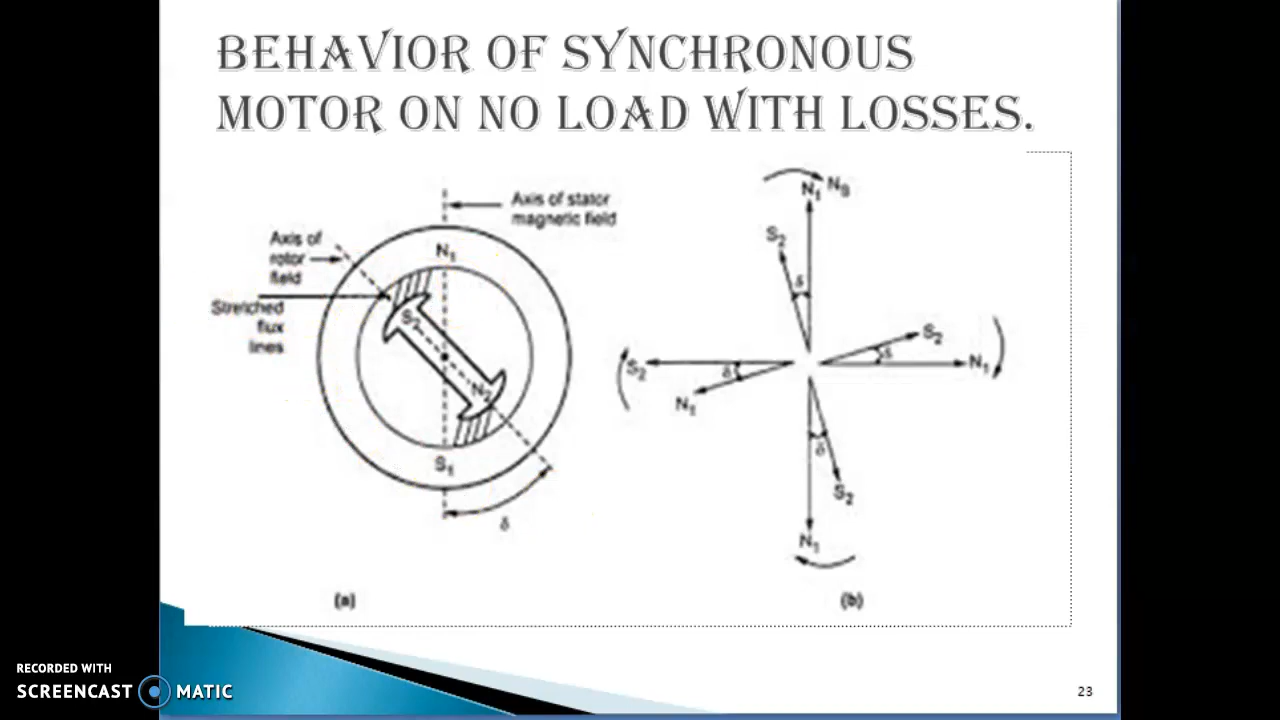 BEHAVIOR OF SYNCHRONOUS
MOTOR ON NO LOAD WITH LOSSES.
Axis of stator
magnetic field
Axis of
rotor
field
Stretched
flux
lines
N1
S2
N2
S1
δ
(a)
N1 NS
S2
δ
S2
δ
N1
S2
δ
N1
δ
S2
N1
(b)
RECORDED WITH
SCREENCAST MATIC
23